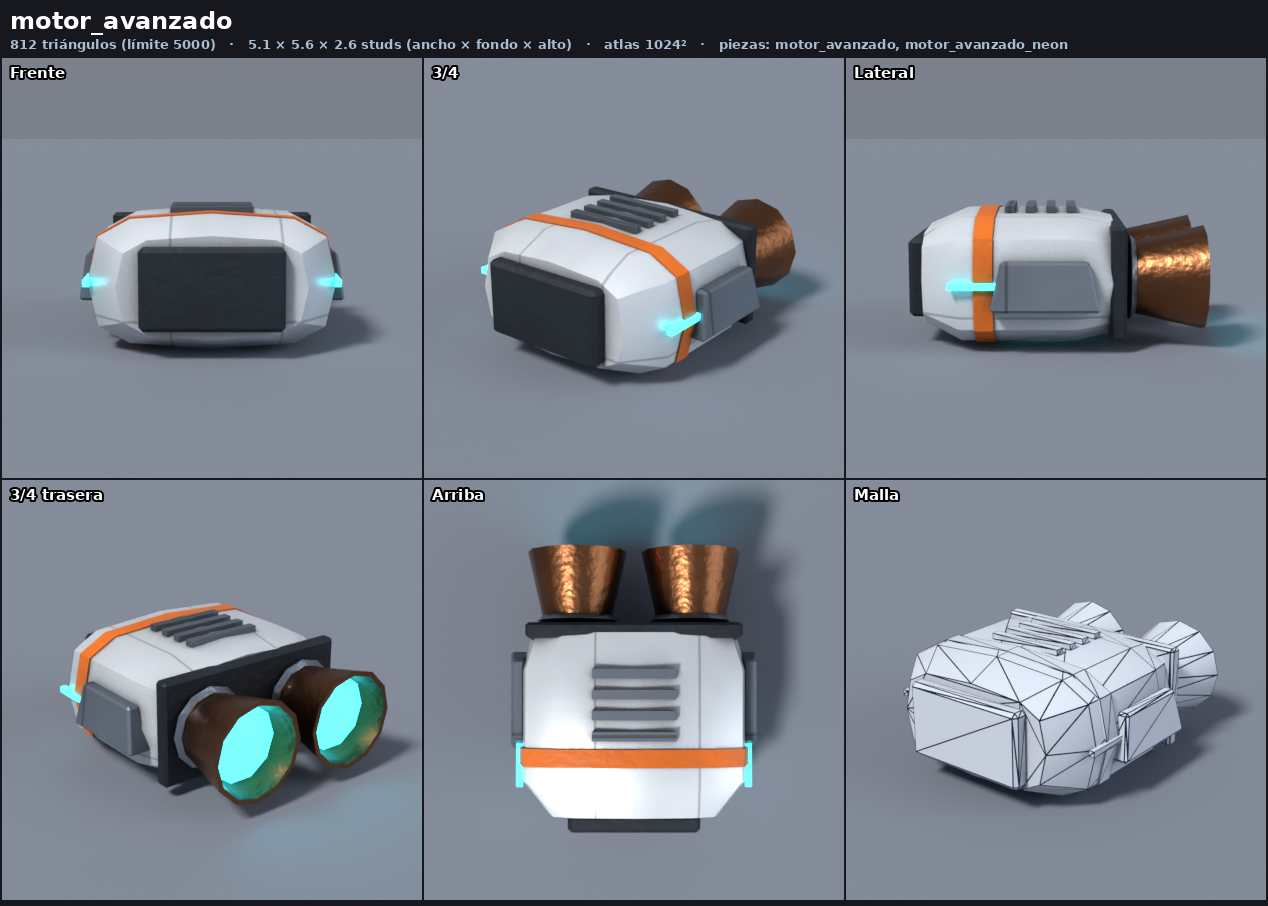 motor_avanzado
812 triángulos (límite 5000) · 5.1 × 5.6 × 2.6 studs (ancho × fondo × alto) · atlas 1024² · piezas: motor_avanzado, motor_avanzado_neon
Frente
3/4
Lateral
3/4 trasera
Arriba
Malla